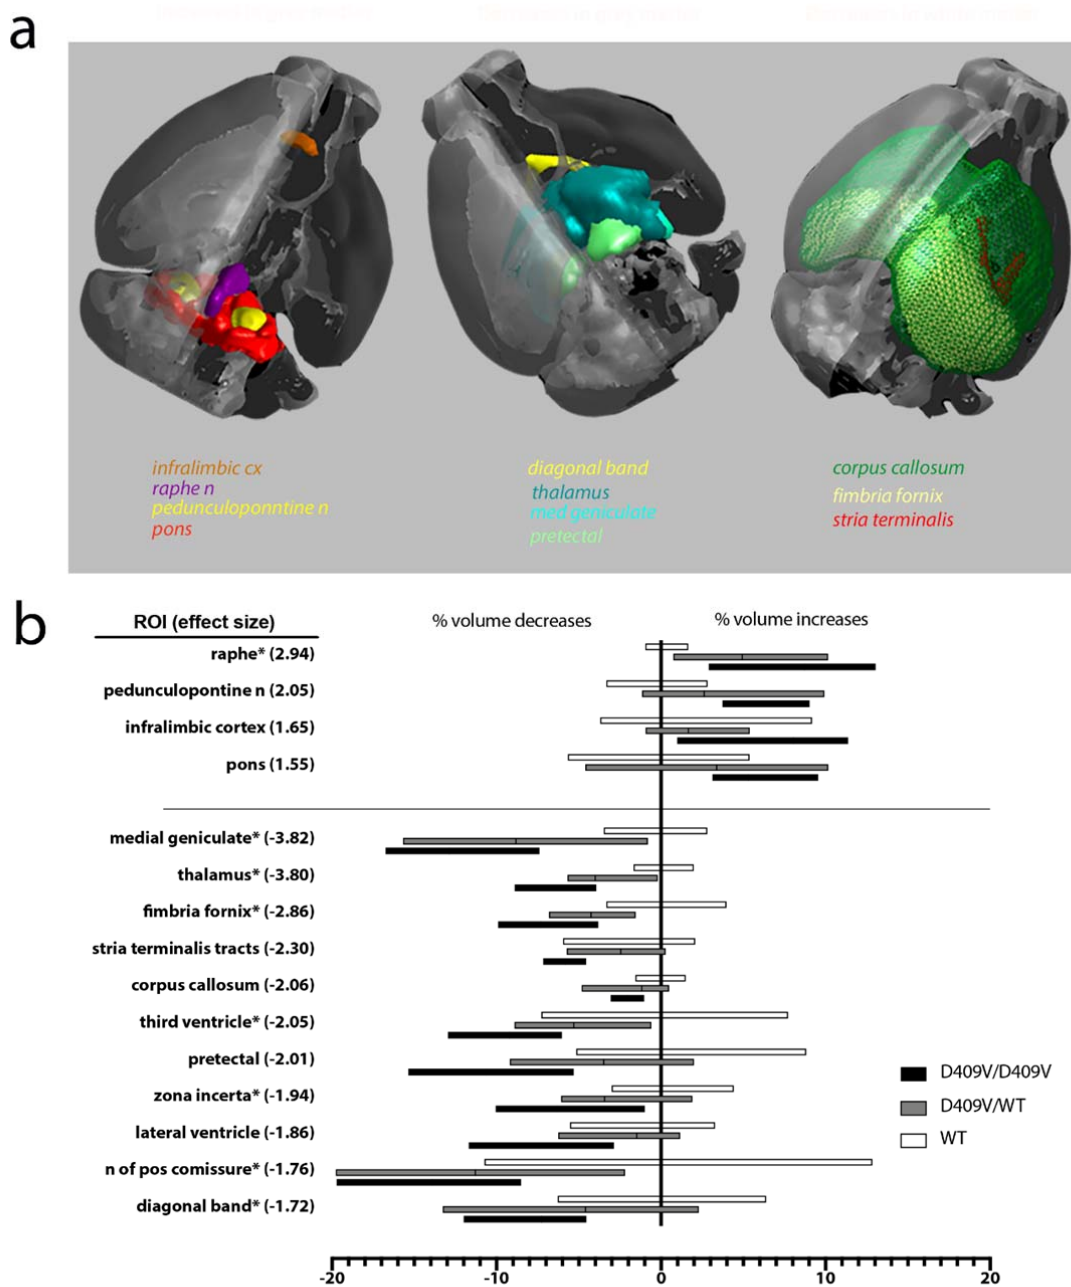 a
infralimbic cx
raphe n
pedunculoponntine n
pons
diagonal band
thalamus
med geniculate
pretectal
corpus callosum
fimbria fornix
stria terminalis
b
ROI (effect size)
% volume decreases
% volume increases
raphe* (2.94)
pedunculopontine n (2.05)
infralimbic cortex (1.65)
pons (1.55)
medial geniculate* (-3.82)
thalamus* (-3.80)
fimbria fornix* (-2.86)
stria terminalis tracts (-2.30)
corpus callosum (-2.06)
third ventricle* (-2.05)
pretectal (-2.01)
zona incerta* (-1.94)
lateral ventricle (-1.86)
n of pos comissure* (-1.76)
diagonal band* (-1.72)
D409V/D409V
D409V/WT
WT
-20 -10 0 10 20